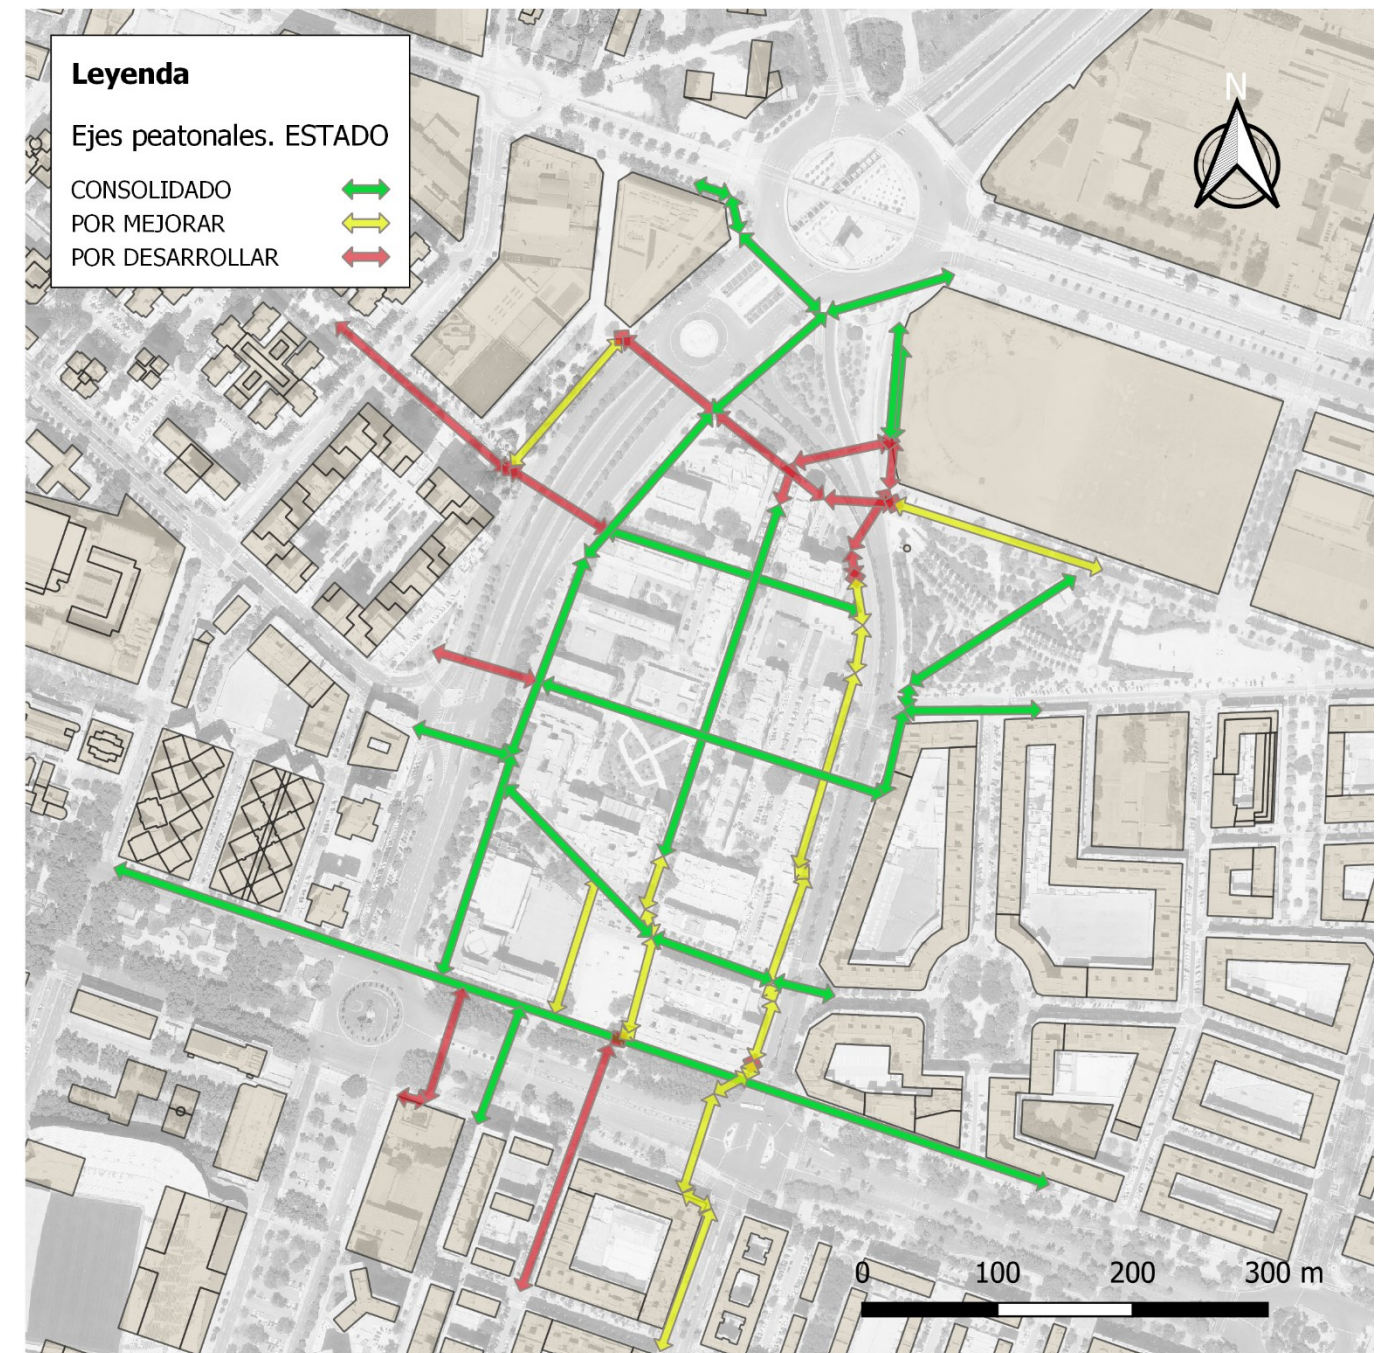 Leyenda
Ejes peatonales. ESTADO
CONSOLIDADO
POR MEJORAR
POR DESARROLLAR
N
0 100 200 300 m